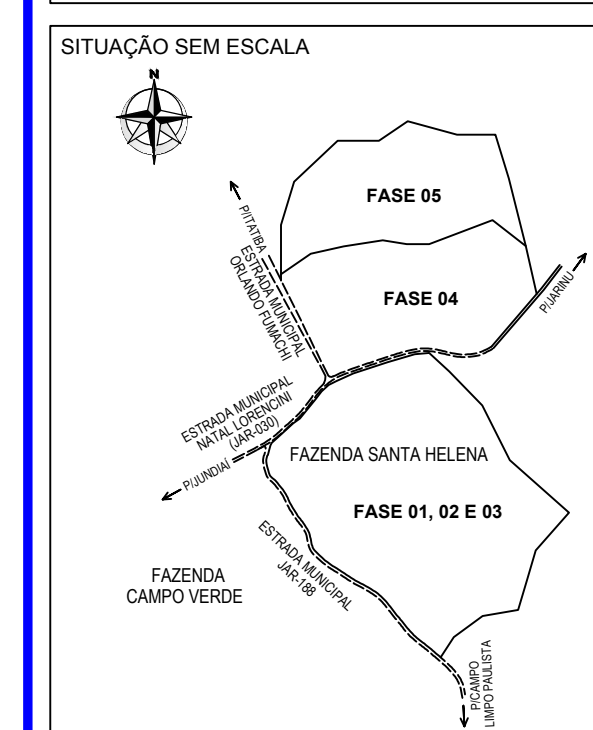 SITUAÇÃO SEM ESCALA
N
FASE 05
P/ITATIBA
ESTRADA MUNICIPAL
ORLANDO FUMACHI
FASE 04
P/JARINU
ESTRADA MUNICIPAL
NATAL LORENCINI
(JAR-030)
P/JUNDIAÍ
FAZENDA SANTA HELENA
FASE 01, 02 E 03
ESTRADA MUNICIPAL
JAR-188
FAZENDA
CAMPO VERDE
P/CAMPO
LIMPO PAULISTA